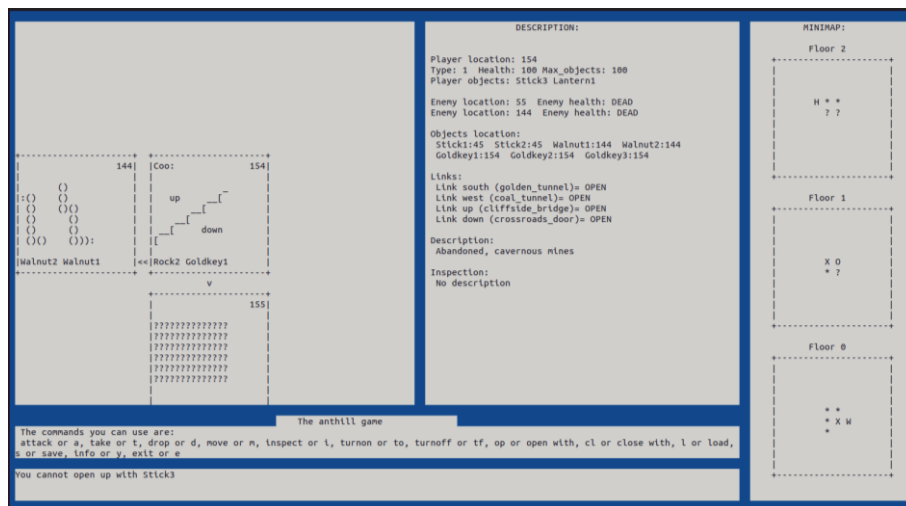 DESCRIPTION:
Player location: 154
Type: 1 Health: 100 Max_objects: 100
Player objects: Stick3 Lantern1
Enemy location: 55 Enemy health: DEAD
Enemy location: 144 Enemy health: DEAD
Objects location:
Stick1:45 Stick2:45 Walnut1:144 Walnut2:144
Goldkey1:154 Goldkey2:154 Goldkey3:154
Links:
Link south (golden_tunnel)= OPEN
Link west (coal_tunnel)= OPEN
Link up (cliffside_bridge)= OPEN
Link down (crossroads_door)= OPEN
Description:
Abandoned, cavernous mines
Inspection:
No description
MINIMAP:
Floor 2
H * *
? ?
Floor 1
X O
* ?
Floor 0
* *
* X W
*
144| |Coo: 154|
()
:() ()
() ()()
() ()
() ()
()() ())):
up
down
|Walnut2 Walnut1 |<<|Rock2 Goldkey1 |
v
155|
|??????????????
|??????????????
|??????????????
|??????????????
|??????????????
|??????????????
The anthill game
The commands you can use are:
attack or a, take or t, drop or d, move or m, inspect or i, turnon or to, turnoff or tf, op or open with, cl or close with, l or load,
s or save, info or y, exit or e
You cannot open up with Stick3